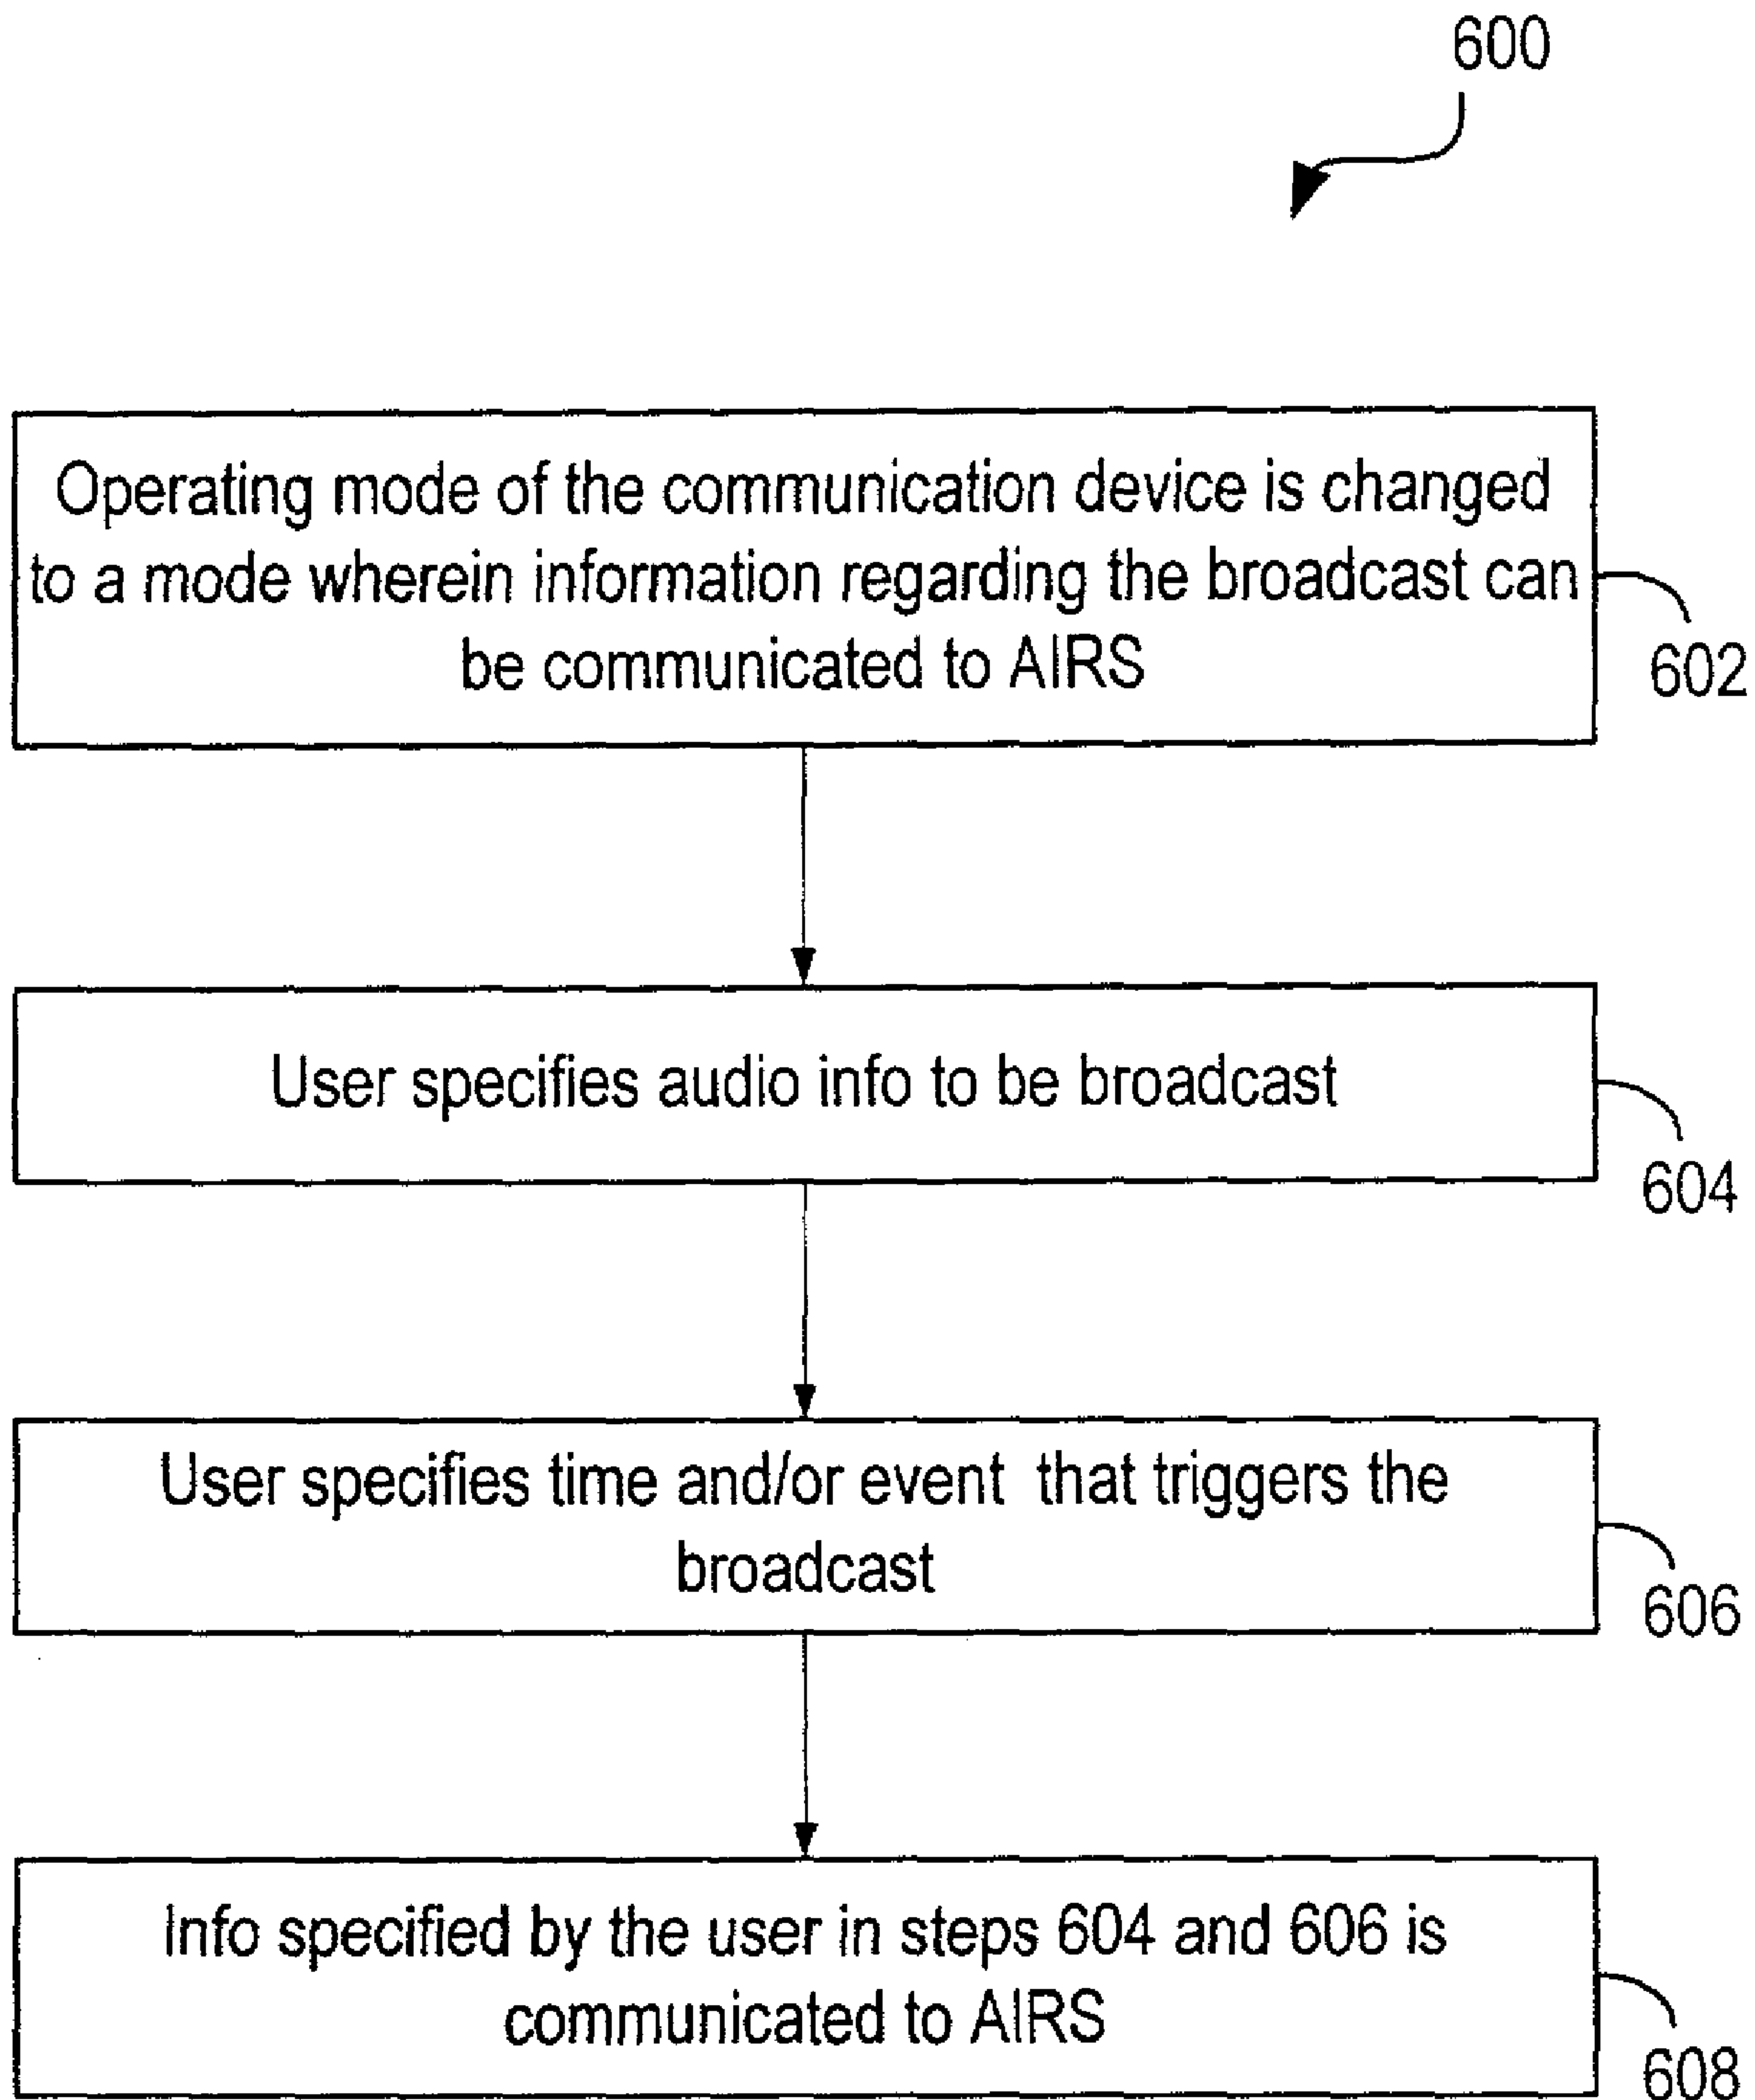 600
Operating mode of the communication device is changed
to a mode wherein information regarding the broadcast can
be communicated to AIRS
602
User specifies audio info to be broadcast
604
User specifies time and/or event that triggers the
broadcast
606
Info specified by the user in steps 604 and 606 is
communicated to AIRS
608